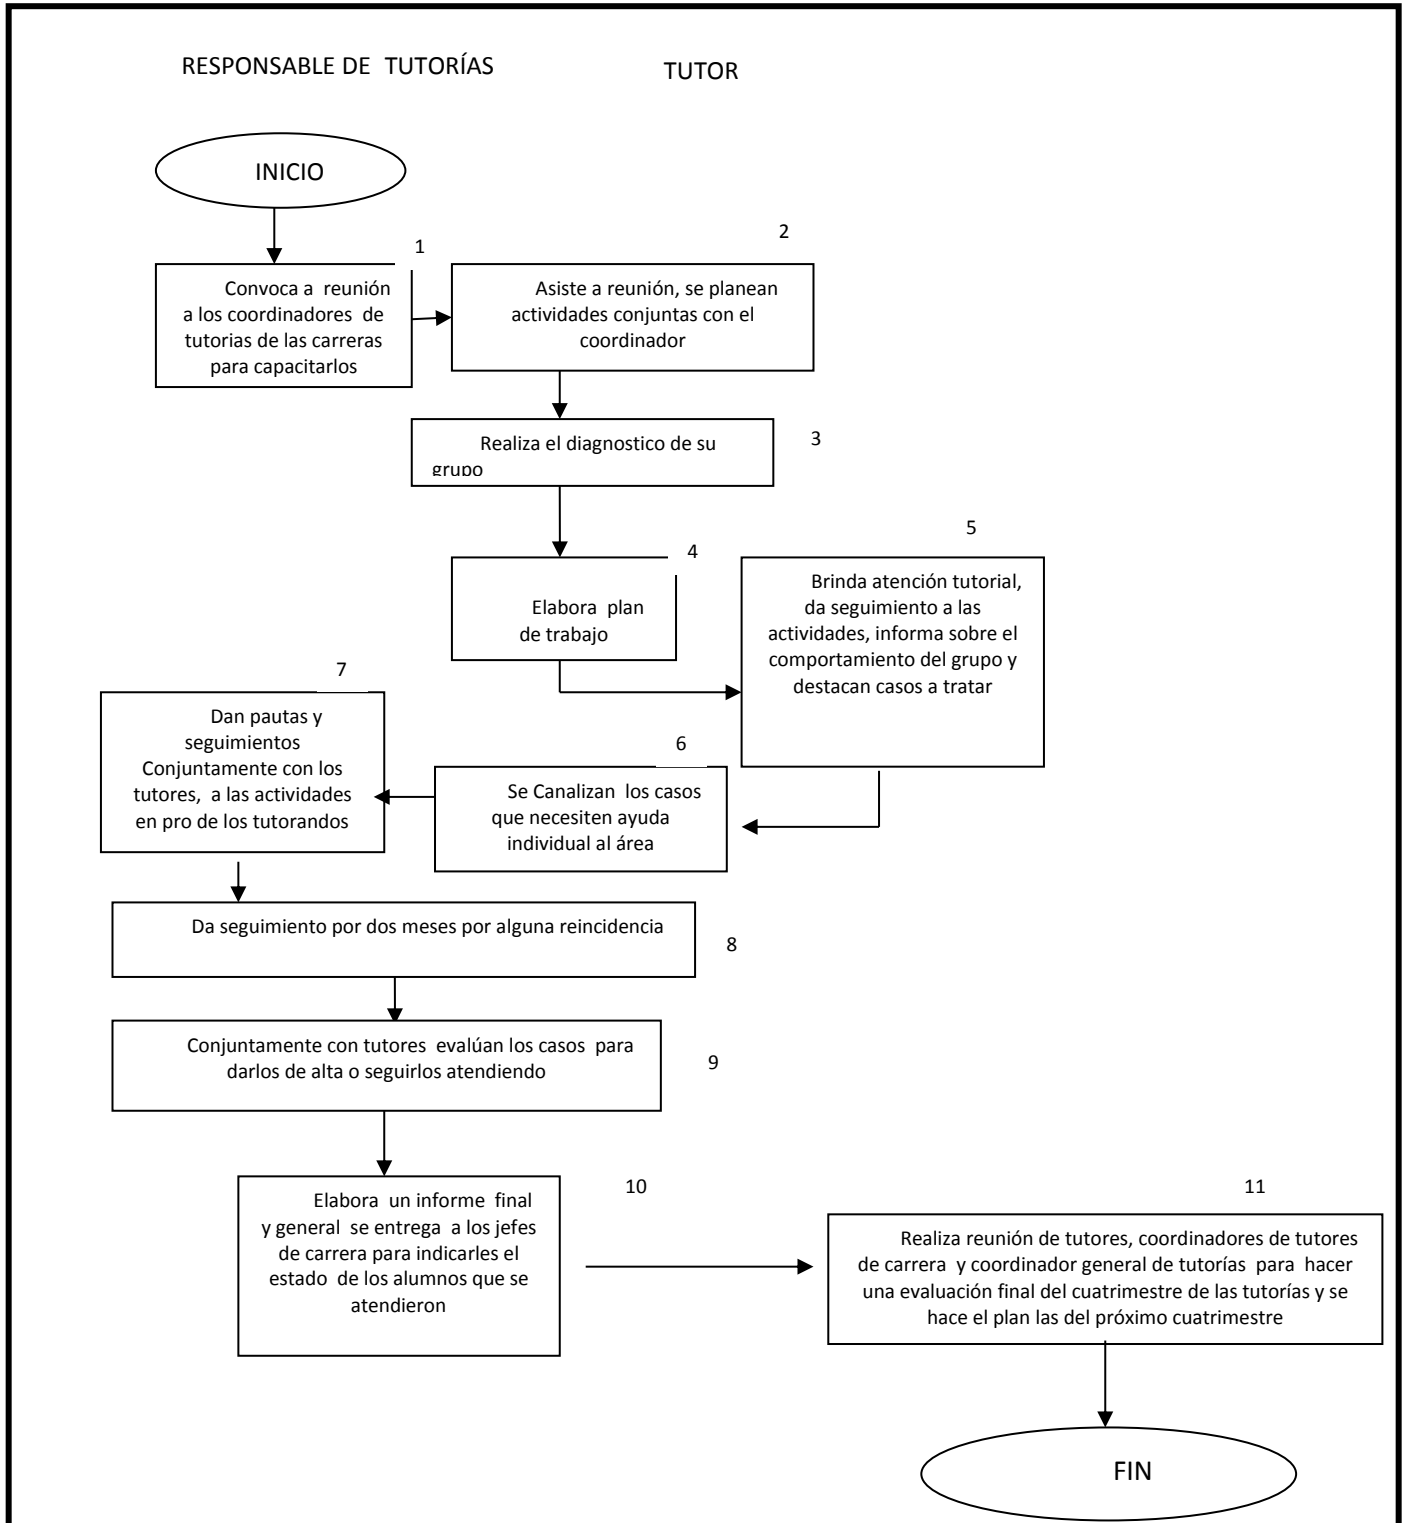 RESPONSABLE DE TUTORÍAS
TUTOR
INICIO
1
Convoca a reunión
a los coordinadores de
tutorias de las carreras
para capacitarlos
2
Asiste a reunión, se planean
actividades conjuntas con el
coordinador
3
Realiza el diagnostico de su
grupo
4
Elabora plan
de trabajo
5
Brinda atención tutorial,
da seguimiento a las
actividades, informa sobre el
comportamiento del grupo y
destacan casos a tratar
6
Se Canalizan los casos
que necesiten ayuda
individual al área
7
Dan pautas y
seguimientos
Conjuntamente con los
tutores, a las actividades
en pro de los tutorandos
Da seguimiento por dos meses por alguna reincidencia
8
Conjuntamente con tutores evalúan los casos para
darlos de alta o seguirlos atendiendo
9
10
Elabora un informe final
y general se entrega a los jefes
de carrera para indicarles el
estado de los alumnos que se
atendieron
11
Realiza reunión de tutores, coordinadores de tutores
de carrera y coordinador general de tutorías para hacer
una evaluación final del cuatrimestre de las tutorías y se
hace el plan las del próximo cuatrimestre
FIN